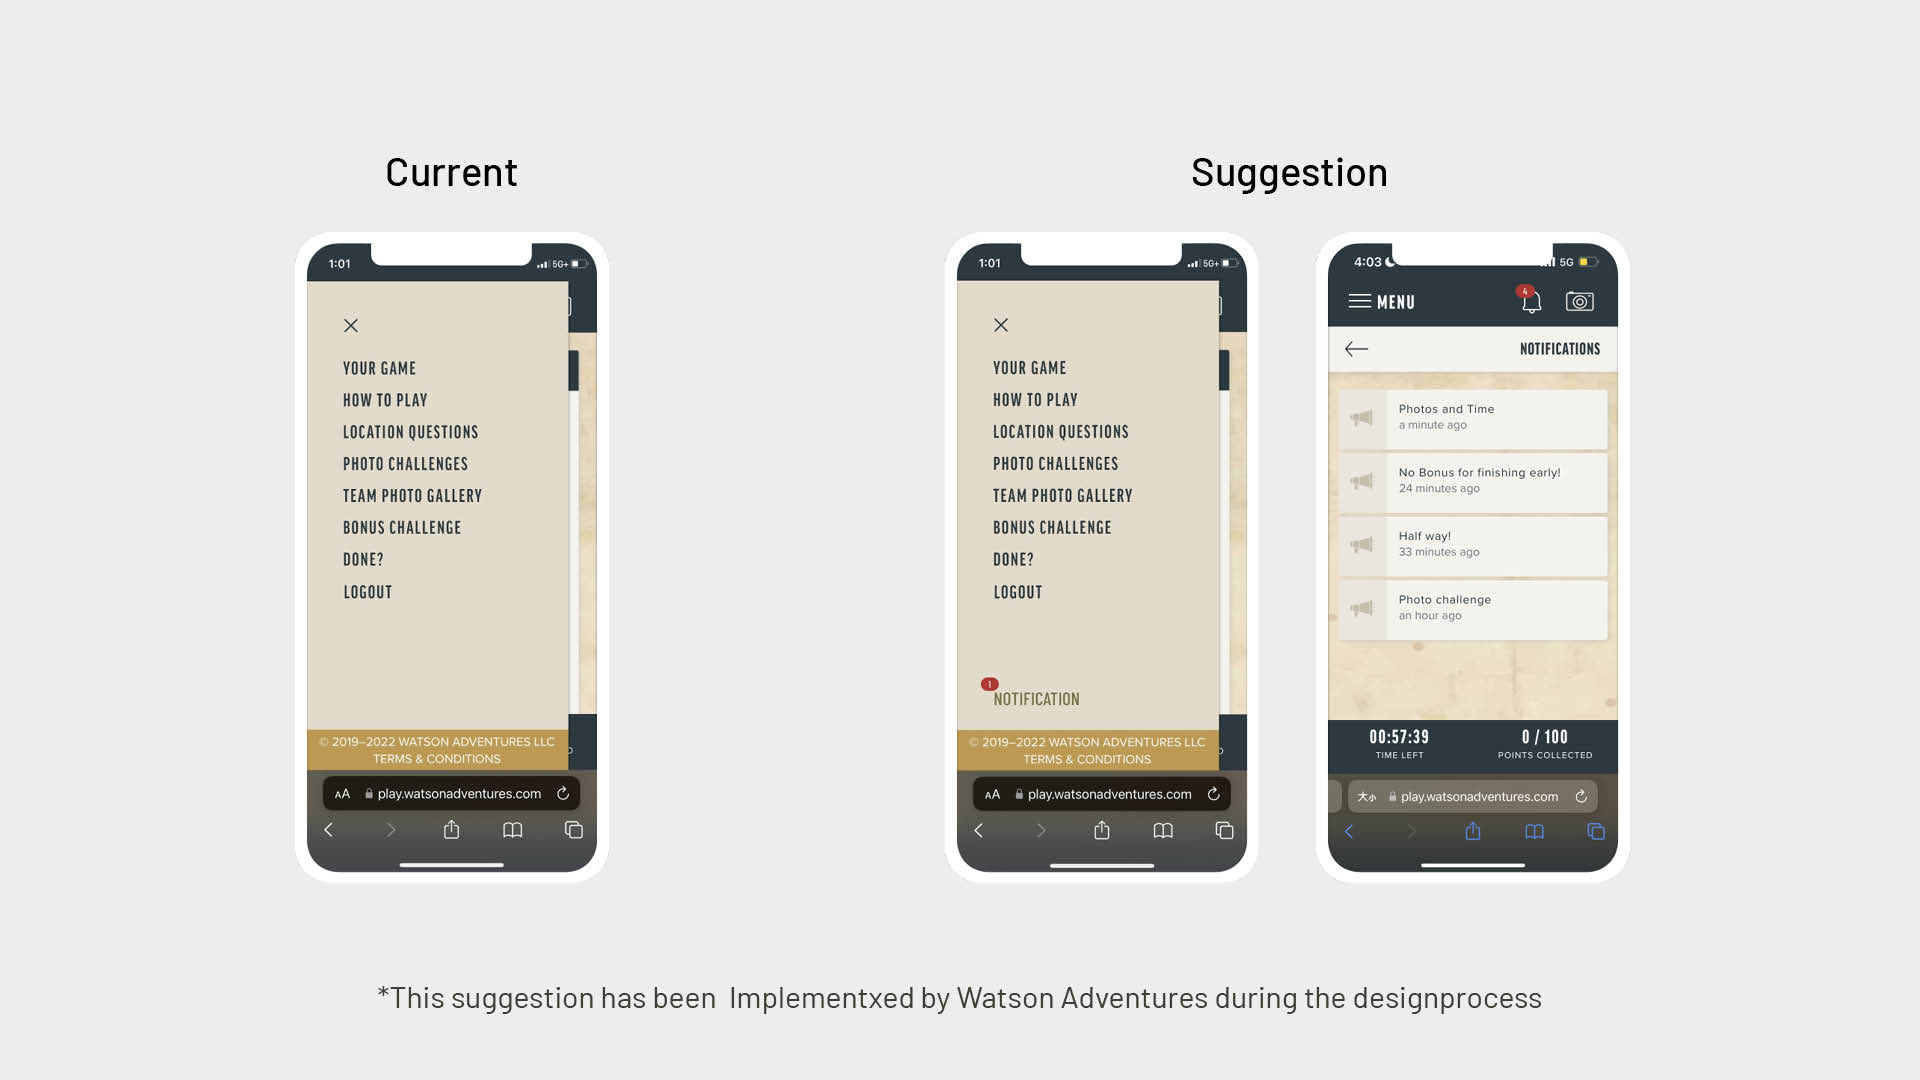 Current
Suggestion
1:01
5G+
YOUR GAME
HOW TO PLAY
LOCATION QUESTIONS
PHOTO CHALLENGES
TEAM PHOTO GALLERY
BONUS CHALLENGE
DONE?
LOGOUT
© 2019–2022 WATSON ADVENTURES LLC
TERMS & CONDITIONS
AA play.watsonadventures.com
1:01
5G+
YOUR GAME
HOW TO PLAY
LOCATION QUESTIONS
PHOTO CHALLENGES
TEAM PHOTO GALLERY
BONUS CHALLENGE
DONE?
LOGOUT
1
NOTIFICATION
© 2019–2022 WATSON ADVENTURES LLC
TERMS & CONDITIONS
AA play.watsonadventures.com
4:03
5G
MENU
4
NOTIFICATIONS
Photos and Time
a minute ago
No Bonus for finishing early!
24 minutes ago
Half way!
33 minutes ago
Photo challenge
an hour ago
00:57:39 0 / 100
TIME LEFT POINTS COLLECTED
大小 play.watsonadventures.com
*This suggestion has been  Implementxed by Watson Adventures during the designprocess